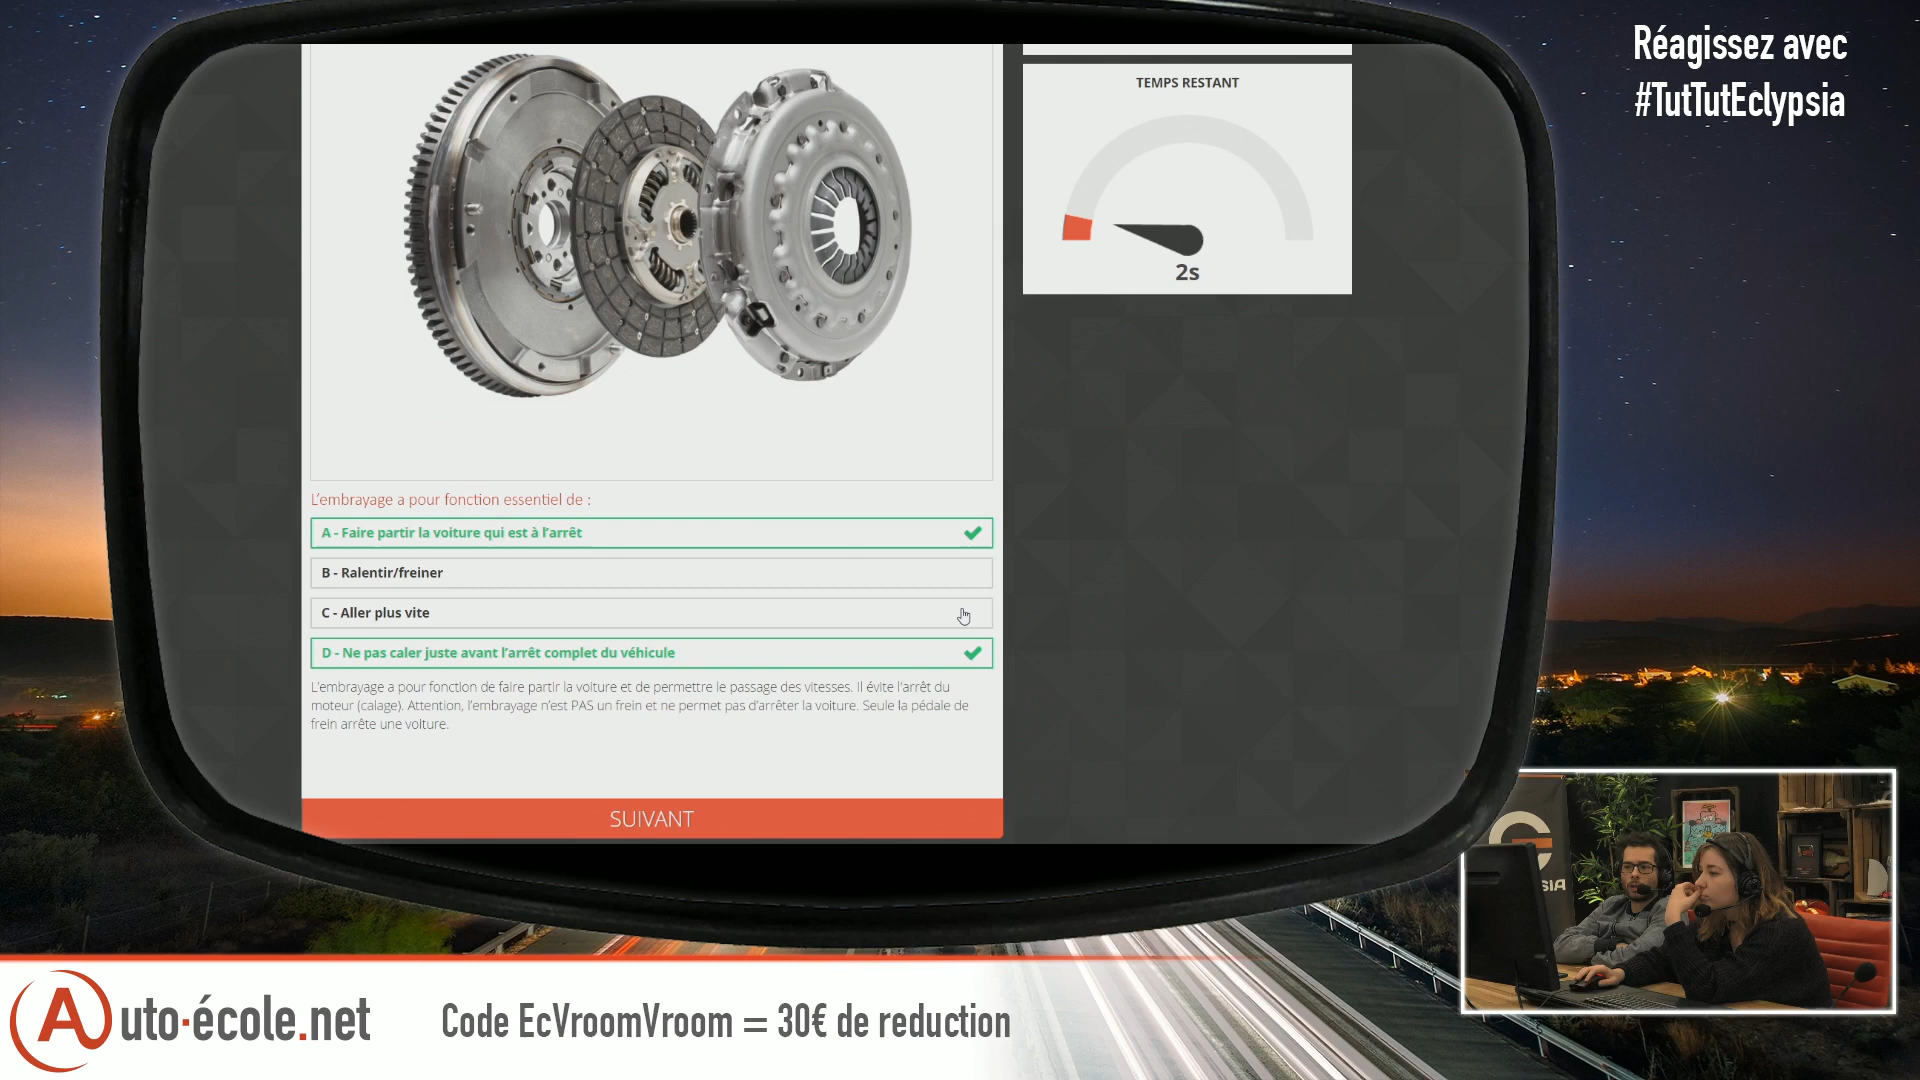 Réagissez avec
#TutTutEclypsia
TEMPS RESTANT
2s
L'embrayage a pour fonction essentiel de :
A - Faire partir la voiture qui est à l'arrêt
B - Ralentir/freiner
C - Aller plus vite
D - Ne pas caler juste avant l'arrêt complet du véhicule
L'embrayage a pour fonction de faire partir la voiture et de permettre le passage des vitesses. Il évite l'arrêt du
moteur (calage). Attention, l'embrayage n'est PAS un frein et ne permet pas d'arrêter la voiture. Seule la pédale de
frein arrête une voiture.
SUIVANT
SIA
Auto·école.net
Code EcVroomVroom = 30€ de reduction